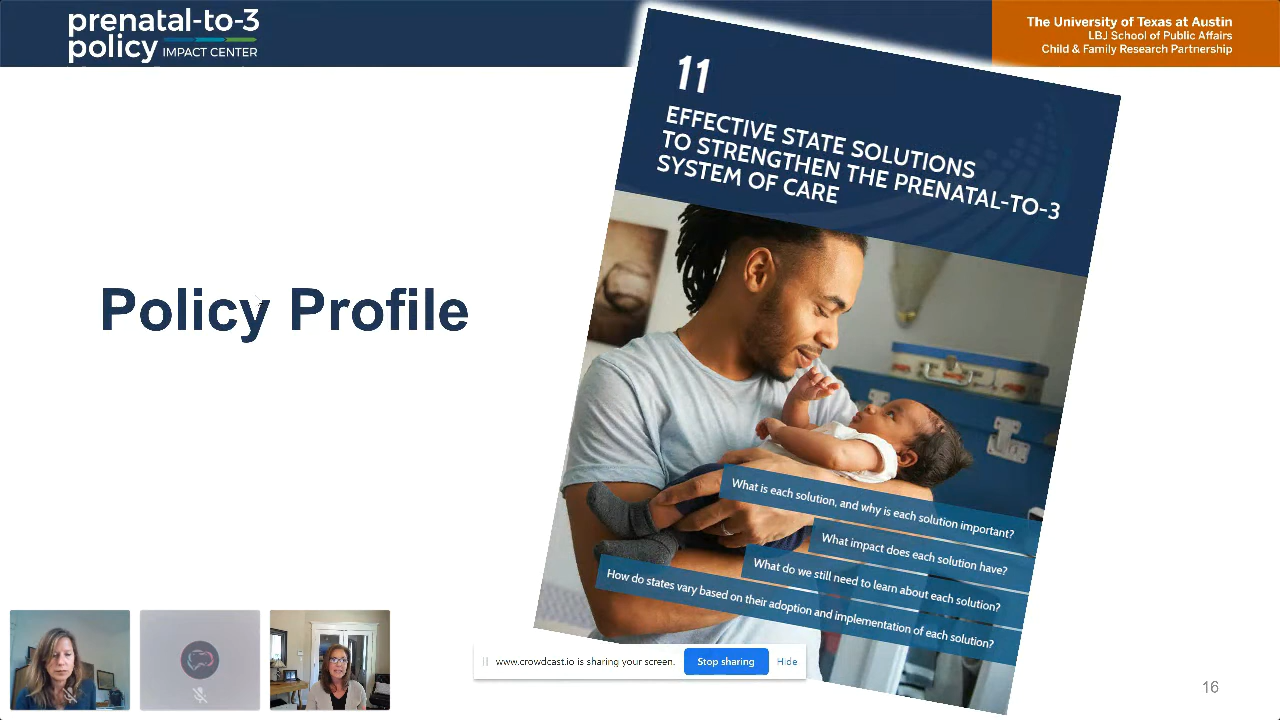 prenatal-to-3
policy IMPACT CENTER
The University of Texas at Austin
LBJ School of Public Affairs
Child & Family Research Partnership
11
EFFECTIVE STATE SOLUTIONS
TO STRENGTHEN THE PRENATAL-TO-3
SYSTEM OF CARE
Policy Profile
What is each solution, and why is each solution important?
What impact does each solution have?
What do we still need to learn about each solution?
How do states vary based on their adoption and implementation of each solution?
www.crowdcast.io is sharing your screen.
Stop sharing
Hide
16